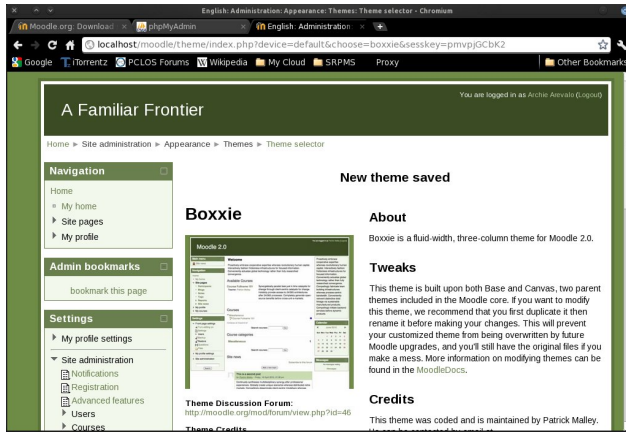 English: Administration: Appearance: Themes: Theme selector - Chromium
Moodle.org: Download
phpMyAdmin
English: Administration
localhost/moodle/theme/index.php?device=default&choose=boxxie&sesskey=pmvpjGCbK2
Google
iTorrentz
PCLOS Forums
Wikipedia
My Cloud
SRPMS
Proxy
Other Bookmarks
You are logged in as Archie Arevalo (Logout)
A Familiar Frontier
Home ► Site administration ► Appearance ► Themes ► Theme selector
Navigation
Home
My home
Site pages
My profile
Admin bookmarks
bookmark this page
Settings
My profile settings
Site administration
Notifications
Registration
Advanced features
Users
Courses
New theme saved
Boxxie
Moodle 2.0
Theme Discussion Forum:
http://moodle.org/mod/forum/view.php?id=46
Theme Credits
About
Boxxie is a fluid-width, three-column theme for Moodle 2.0.
Tweaks
This theme is built upon both Base and Canvas, two parent
themes included in the Moodle core. If you want to modify
this theme, we recommend that you first duplicate it then
rename it before making your changes. This will prevent
your customized theme from being overwritten by future
Moodle upgrades, and you'll still have the original files if you
make a mess. More information on modifying themes can be
found in the MoodleDocs.
Credits
This theme was coded and is maintained by Patrick Malley.